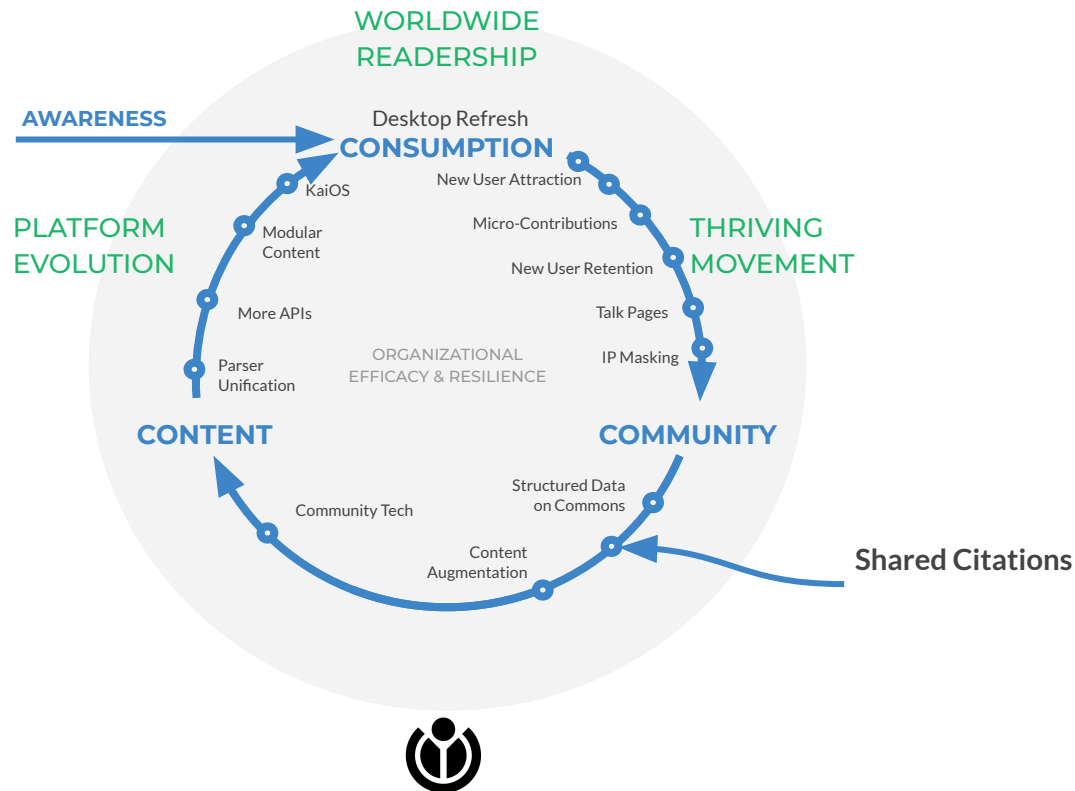 WORLDWIDE
READERSHIP
AWARENESS
Desktop Refresh
CONSUMPTION
KaiOS
New User Attraction
PLATFORM
EVOLUTION
Modular
Content
Micro-Contributions
THRIVING
MOVEMENT
New User Retention
More APIs
Talk Pages
ORGANIZATIONAL
EFFICACY & RESILIENCE
IP Masking
Parser
Unification
CONTENT
COMMUNITY
Structured Data
on Commons
Community Tech
Content
Augmentation
Shared Citations